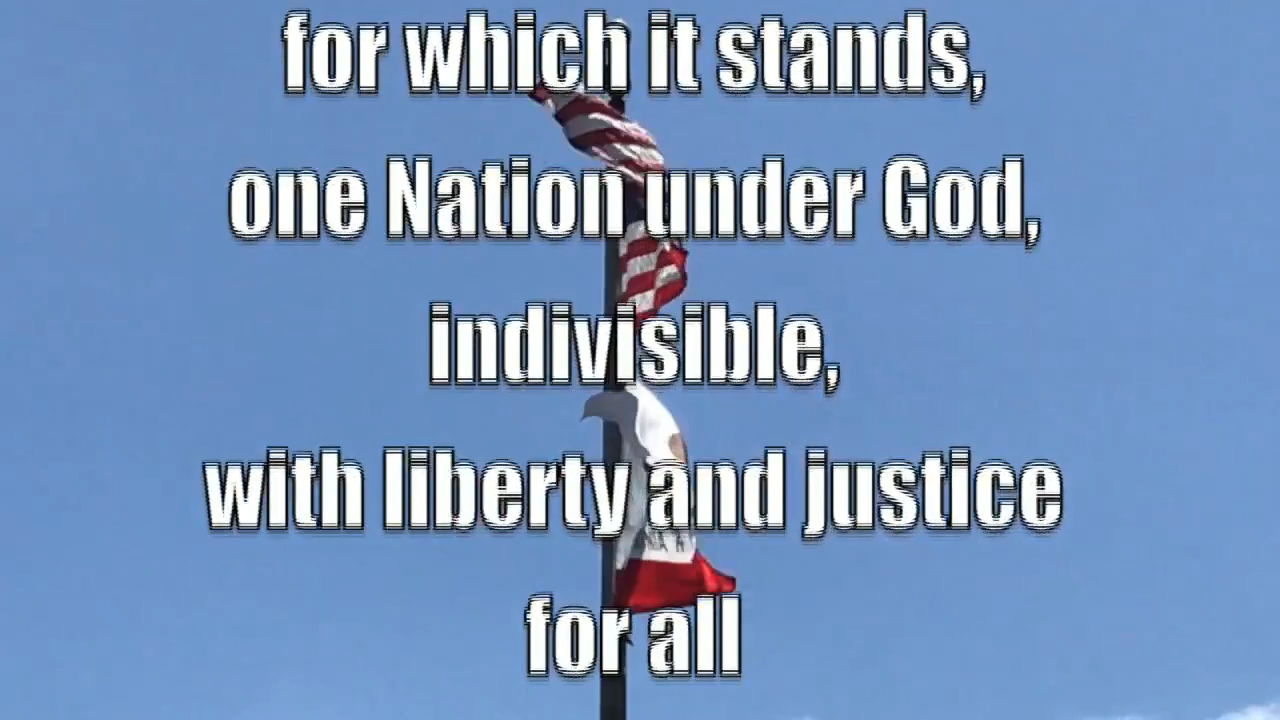 for which it stands,
one Nation under God,
indivisible,
with liberty and justice
for all